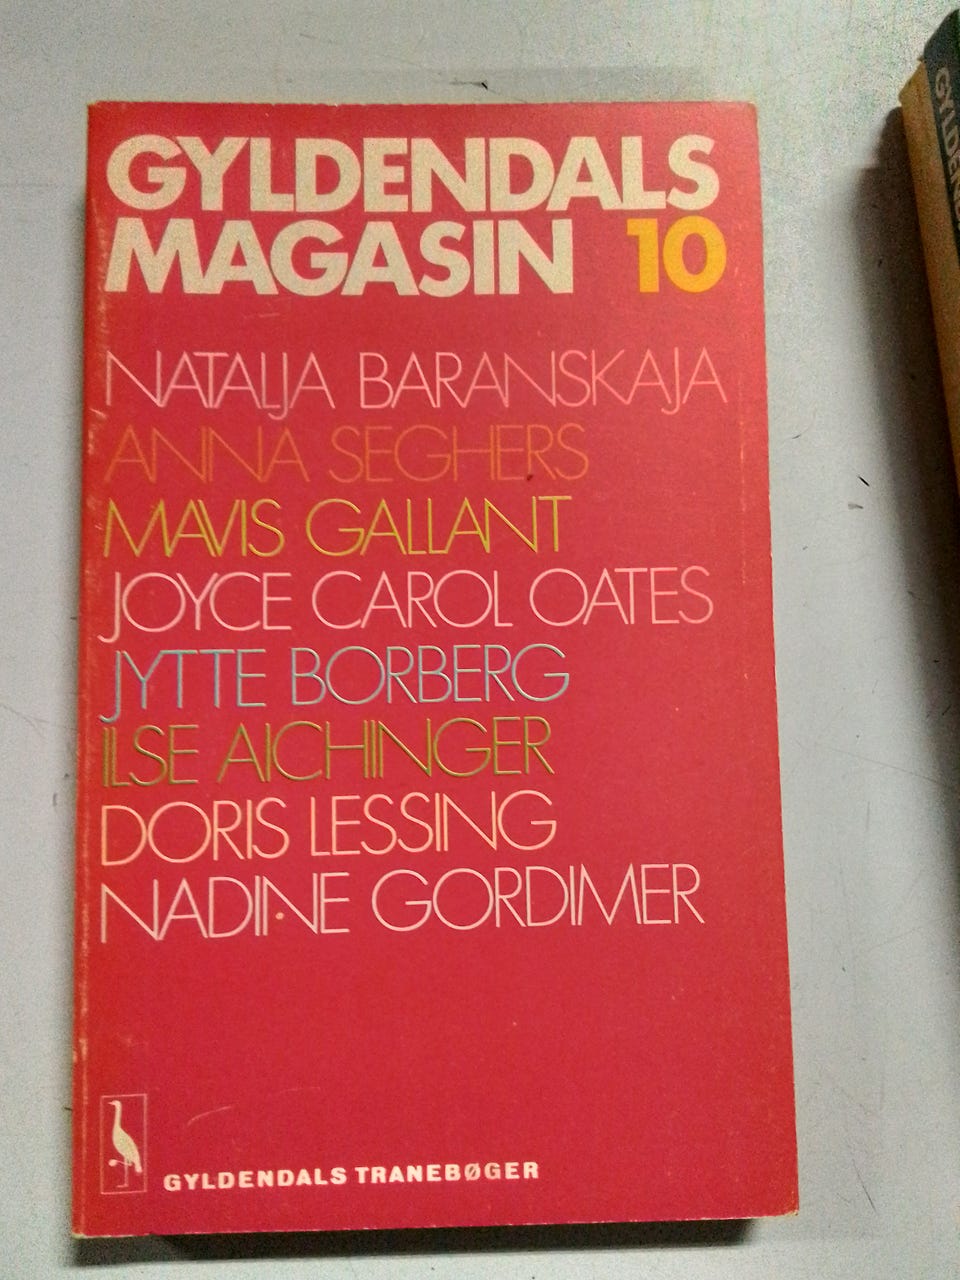 GYLDENDALS
MAGASIN 10
NATALJA BARANSKAJA
ANNA SEGHERS
MAVIS GALLANT
JOYCE CAROL OATES
JYTTE BORBERG
ILSE AICHINGER
DORIS LESSING
NADINE GORDIMER
GYLDENDALS TRANEBØGER